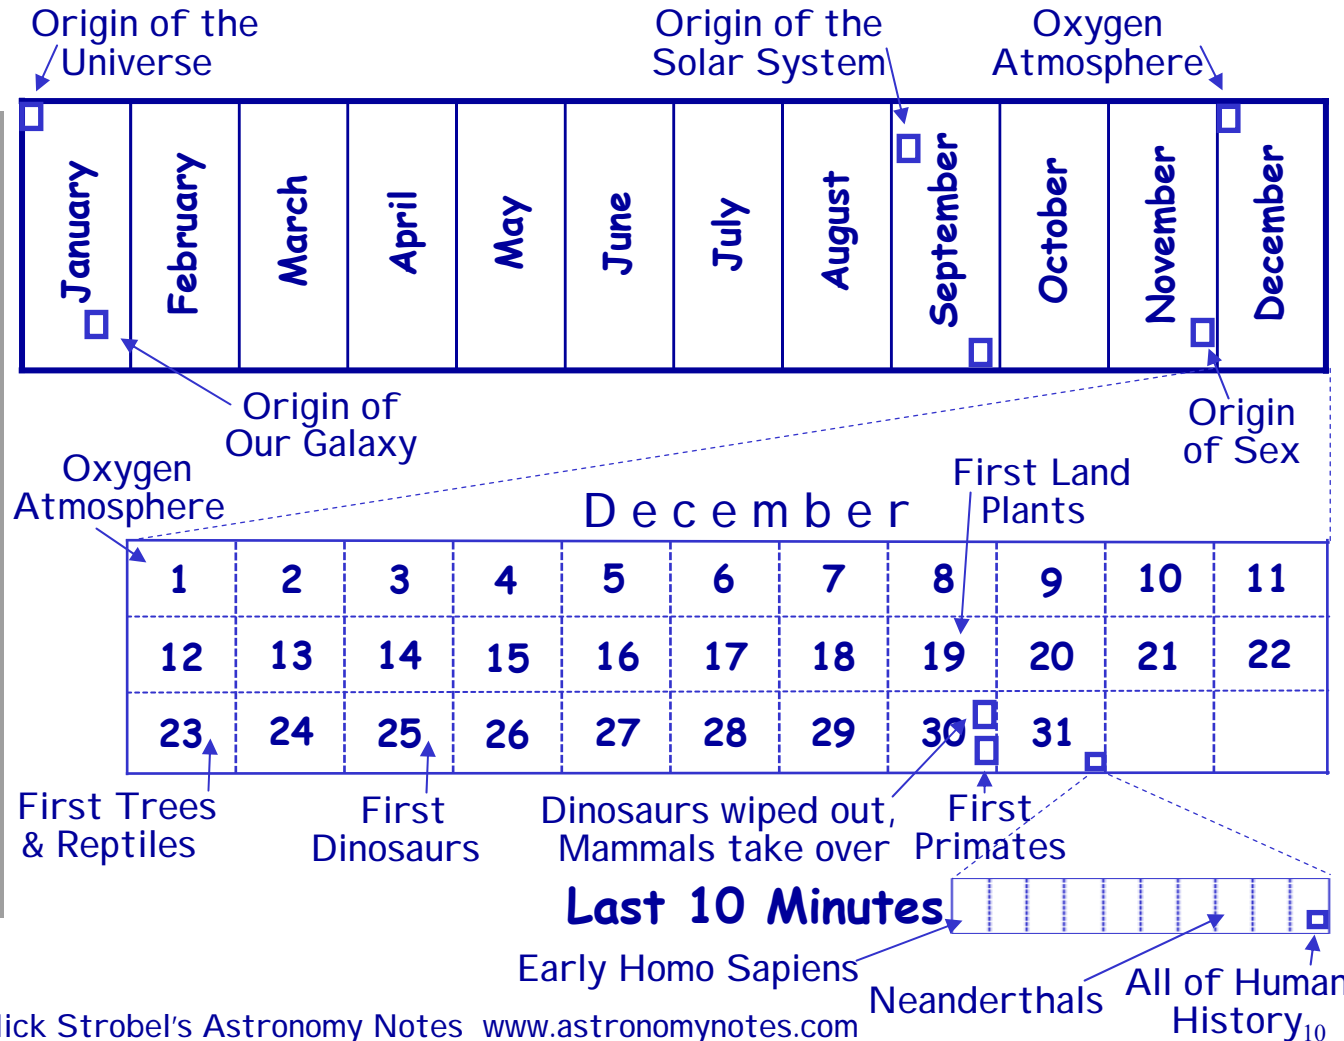 Origin of the
Universe
Origin of the
Solar System
Oxygen
Atmosphere
January
February
March
April
May
June
July
August
September
October
November
December
Origin of
Our Galaxy
Origin
of Sex
Oxygen
Atmosphere
December
First Land
Plants
1 2 3 4 5 6 7 8 9 10 11
12 13 14 15 16 17 18 19 20 21 22
23 24 25 26 27 28 29 30 31
First Trees
& Reptiles
First
Dinosaurs
Dinosaurs wiped out,
Mammals take over
First
Primates
Last 10 Minutes
Early Homo Sapiens
Neanderthals
All of Human
History
10
lick Strobel's Astronomy Notes www.astronomynotes.com